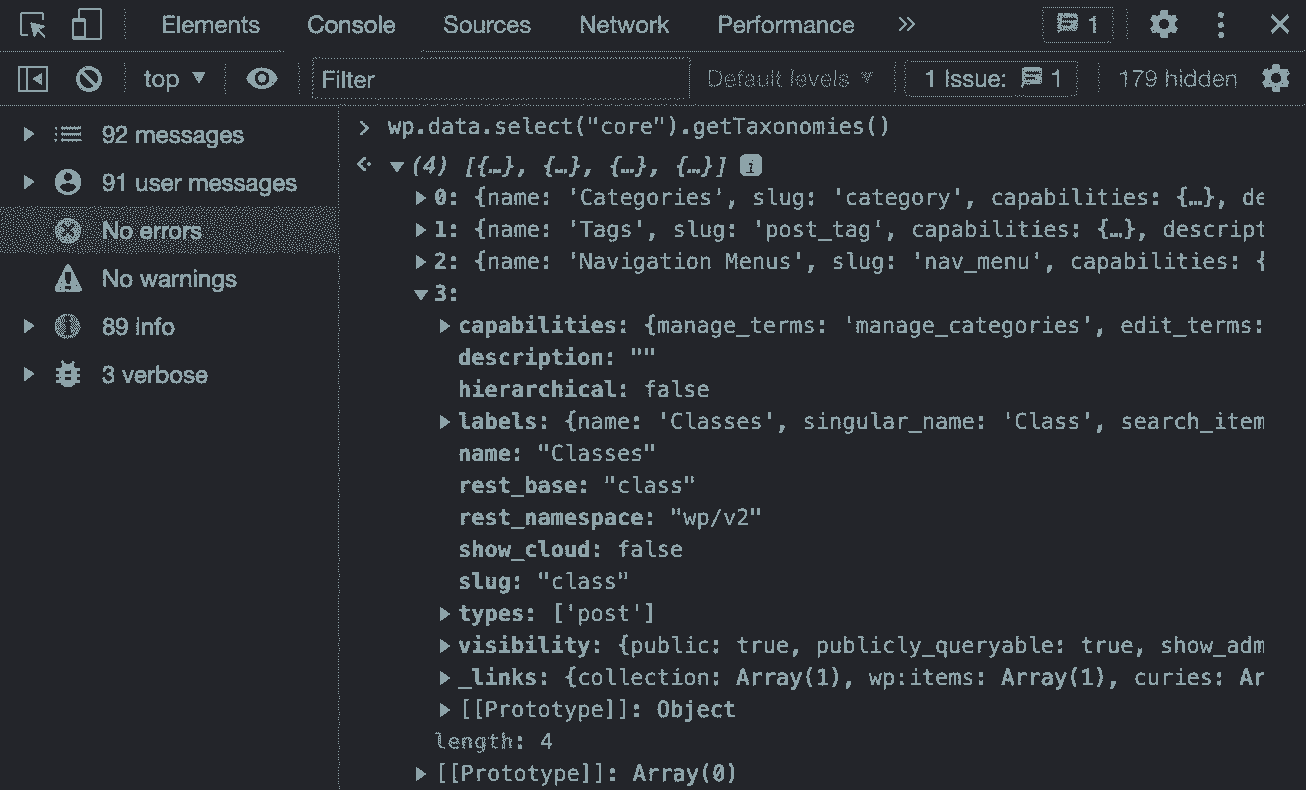 Elements Console Sources Network Performance » 1
top ▼ Filter Default levels ▼ 1 Issue: 1 179 hidden
92 messages
91 user messages
No errors
No warnings
89 info
3 verbose
> wp.data.select("core").getTaxonomies()
(4) [{…}, {…}, {…}, {…}] i
0: {name: 'Categories', slug: 'category', capabilities: {…}, de
1: {name: 'Tags', slug: 'post_tag', capabilities: {…}, descript
2: {name: 'Navigation Menus', slug: 'nav_menu', capabilities: {
3:
capabilities: {manage_terms: 'manage_categories', edit_terms:
description: ""
hierarchical: false
labels: {name: 'Classes', singular_name: 'Class', search_item
name: "Classes"
rest_base: "class"
rest_namespace: "wp/v2"
show_cloud: false
slug: "class"
types: ['post']
visibility: {public: true, publicly_queryable: true, show_adm
_links: {collection: Array(1), wp:items: Array(1), curies: Ar
[[Prototype]]: Object
length: 4
[[Prototype]]: Array(0)